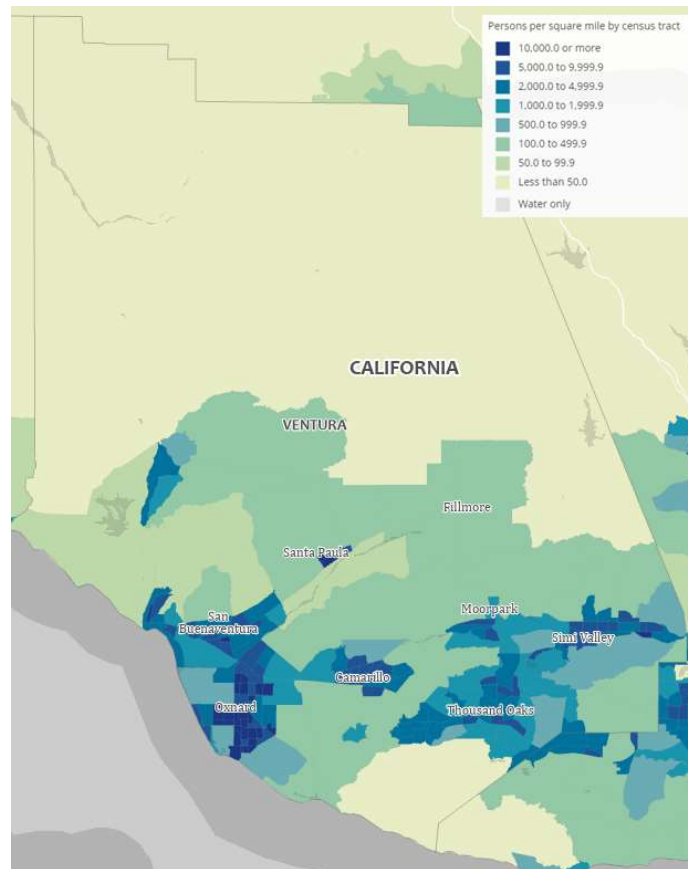 Persons per square mile by census tract
10,000.0 or more
5,000.0 to 9,999.9
2,000.0 to 4,999.9
1,000.0 to 1,999.9
500.0 to 999.9
100.0 to 499.9
50.0 to 99.9
Less than 50.0
Water only
CALIFORNIA
VENTURA
Fillmore
Santa Paula
San
Buenaventura
Moorpark
Simi Valley
Camarillo
Oxnard
Thousand Oaks